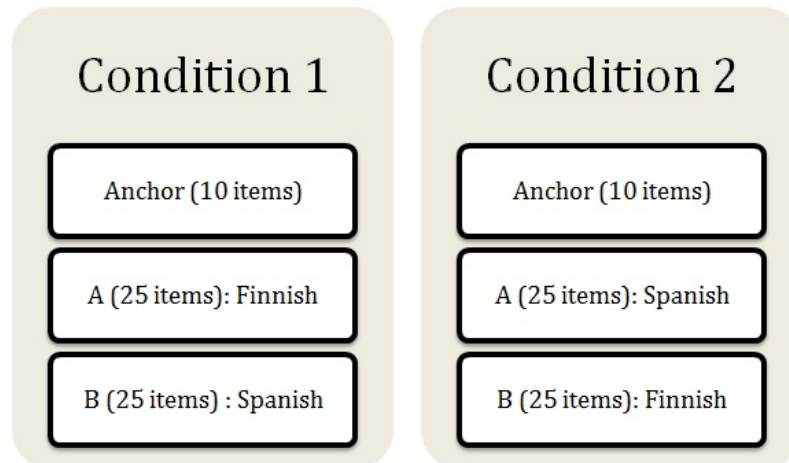 Condition 1
Anchor (10 items)
A (25 items): Finnish
B (25 items) : Spanish
Condition 2
Anchor (10 items)
A (25 items): Spanish
B (25 items): Finnish